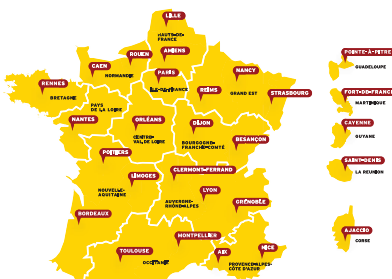 LILLE
HAUTS-DE-
FRANCE
ROUEN
AMIENS
CAEN
NORMANDIE
PARIS
ÎLE-DE-FRANCE
NANCY
RENNES
BRETAGNE
REIMS
GRAND EST
STRASBOURG
PAYS
DE LA LOIRE
NANTES
ORLÉANS
CENTRE-
VAL DE LOIRE
DIJON
BOURGOGNE-
FRANCHE-COMTÉ
BESANÇON
POITIERS
LIMOGES
NOUVELLE-
AQUITAINE
CLERMONT-FERRAND
LYON
AUVERGNE-
RHÔNE-ALPES
GRENOBLE
BORDEAUX
TOULOUSE
OCCITANIE
MONTPELLIER
AIX
NICE
PROVENCE-ALPES-
CÔTE D'AZUR
POINTE-À-PITRE
GUADELOUPE
FORT-DE-FRANCE
MARTINIQUE
CAYENNE
GUYANE
SAINT-DENIS
LA REUNION
AJACCIO
CORSE